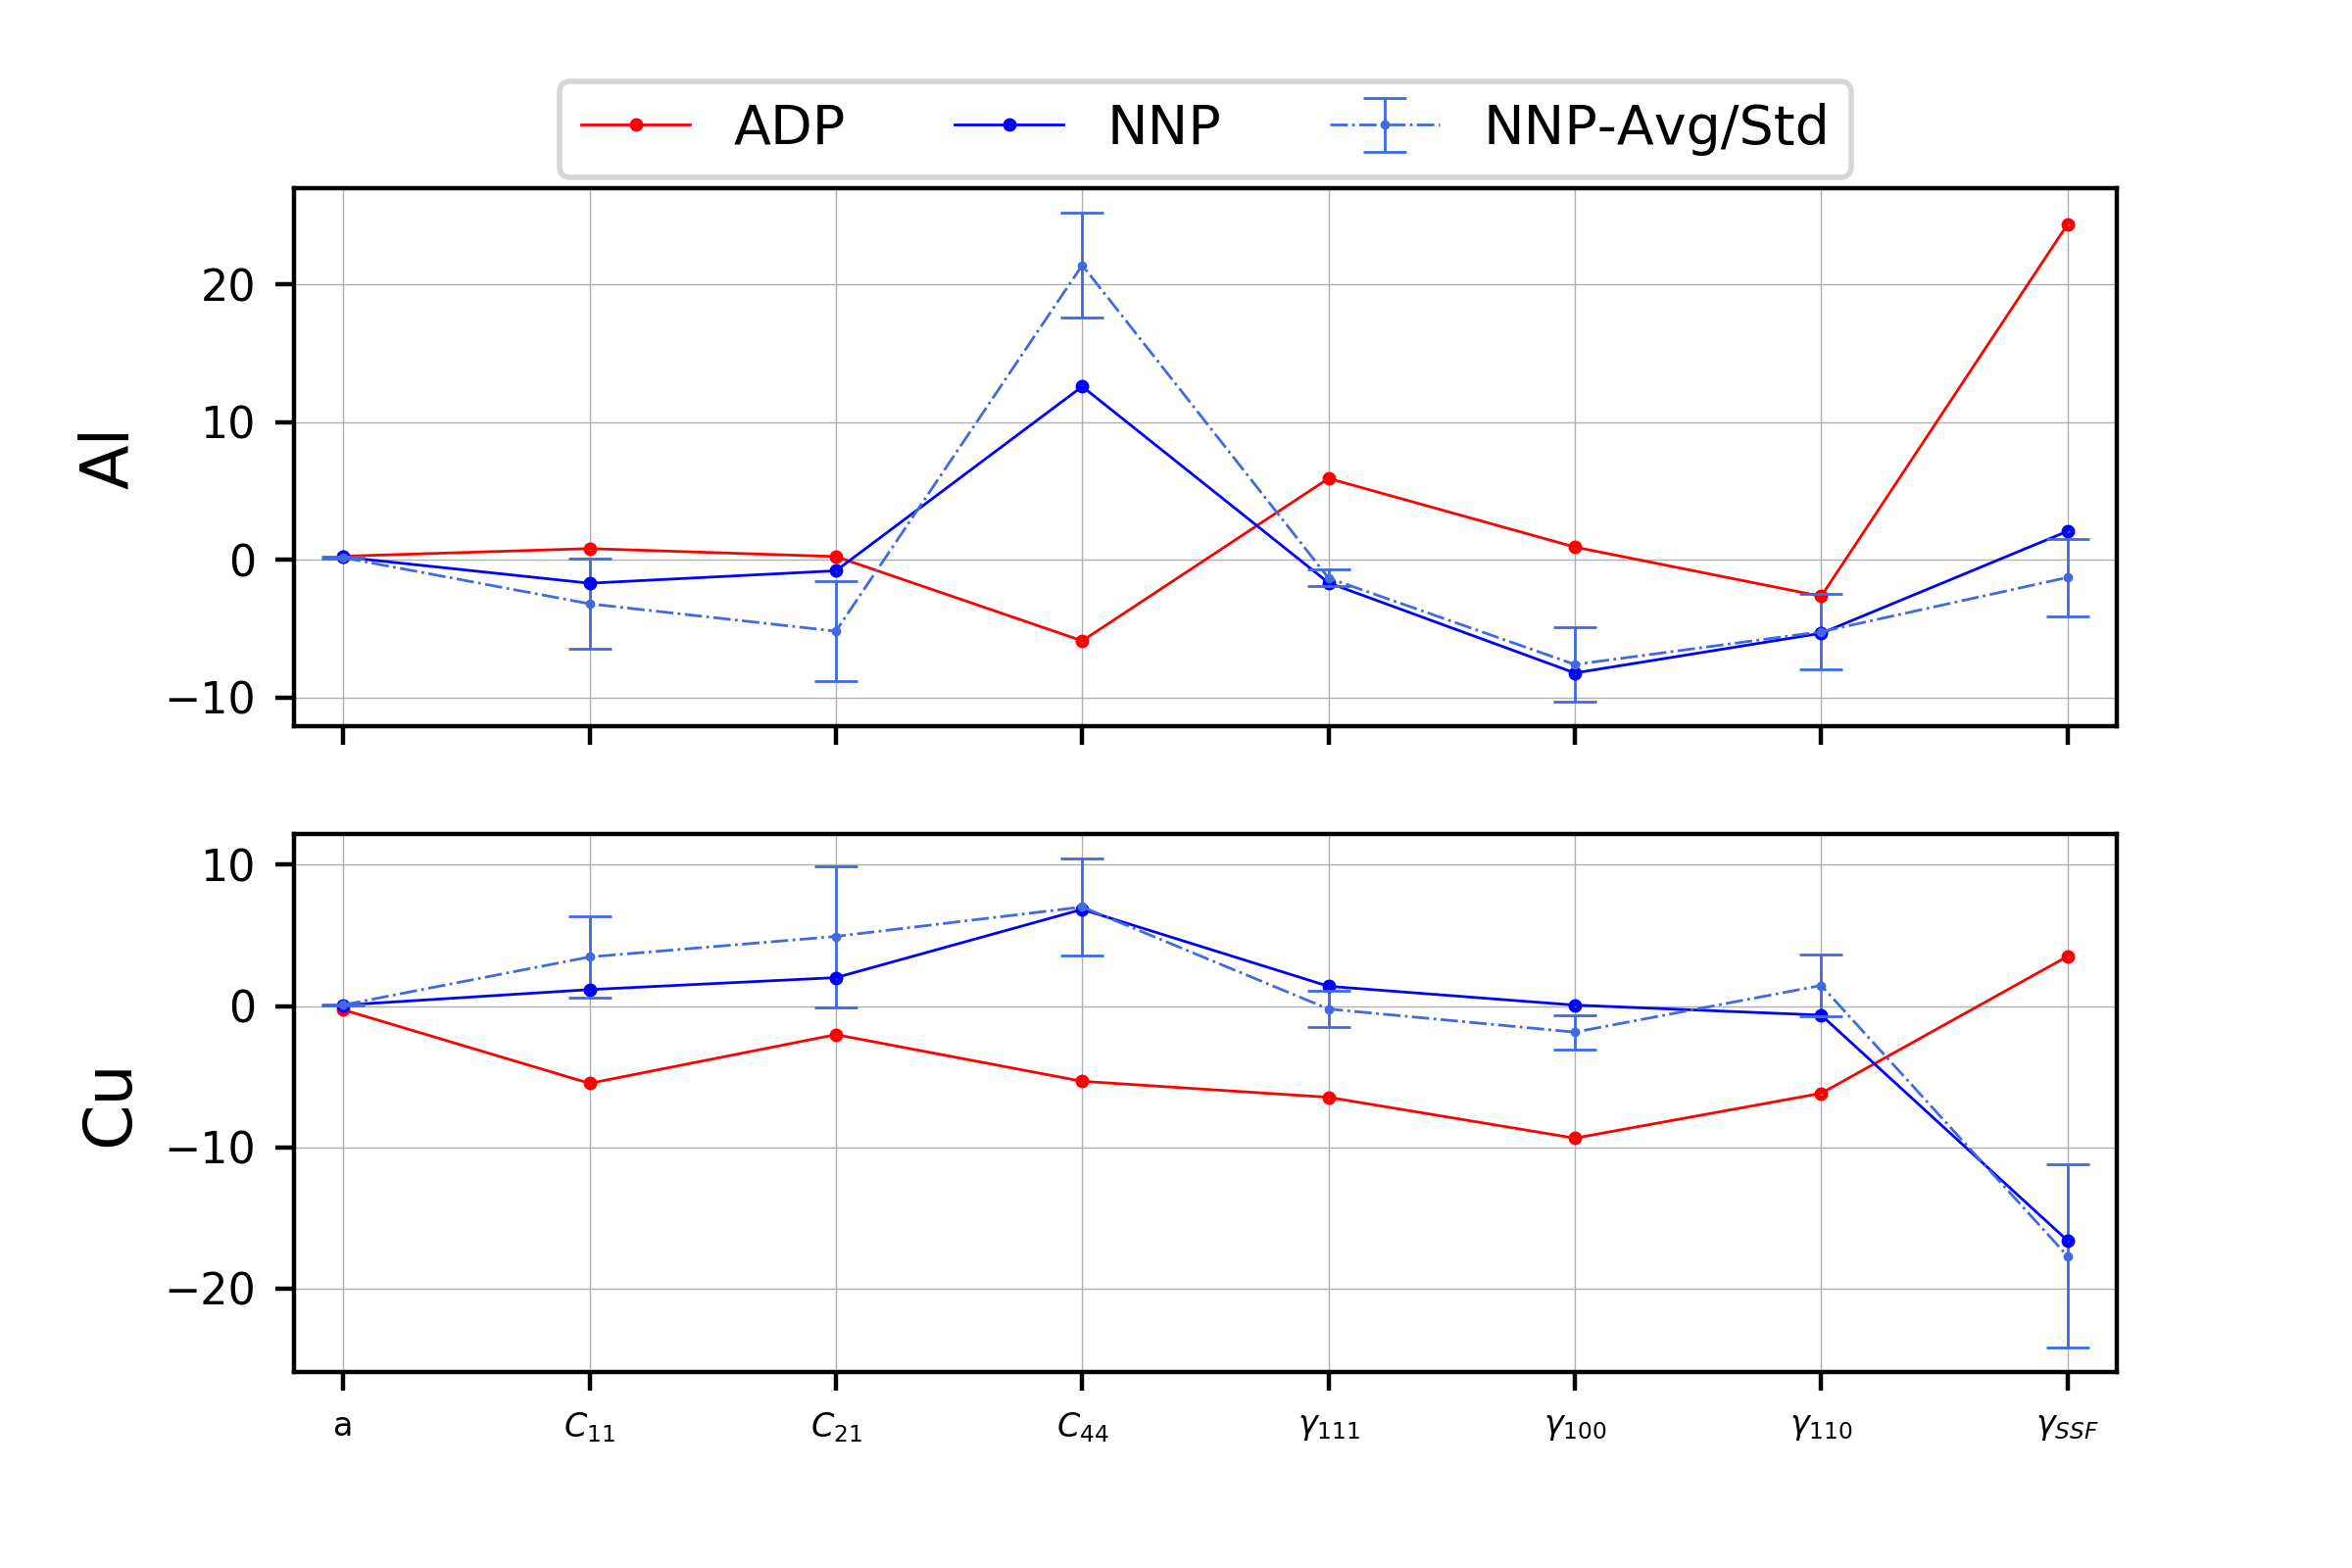 ADP NNP NNP-Avg/Std
Al
20
10
0
−10
Cu
10
0
−10
−20
a C₁₁ C₂₁ C₄₄ γ₁₁₁ γ₁₀₀ γ₁₁₀ γ_SSF